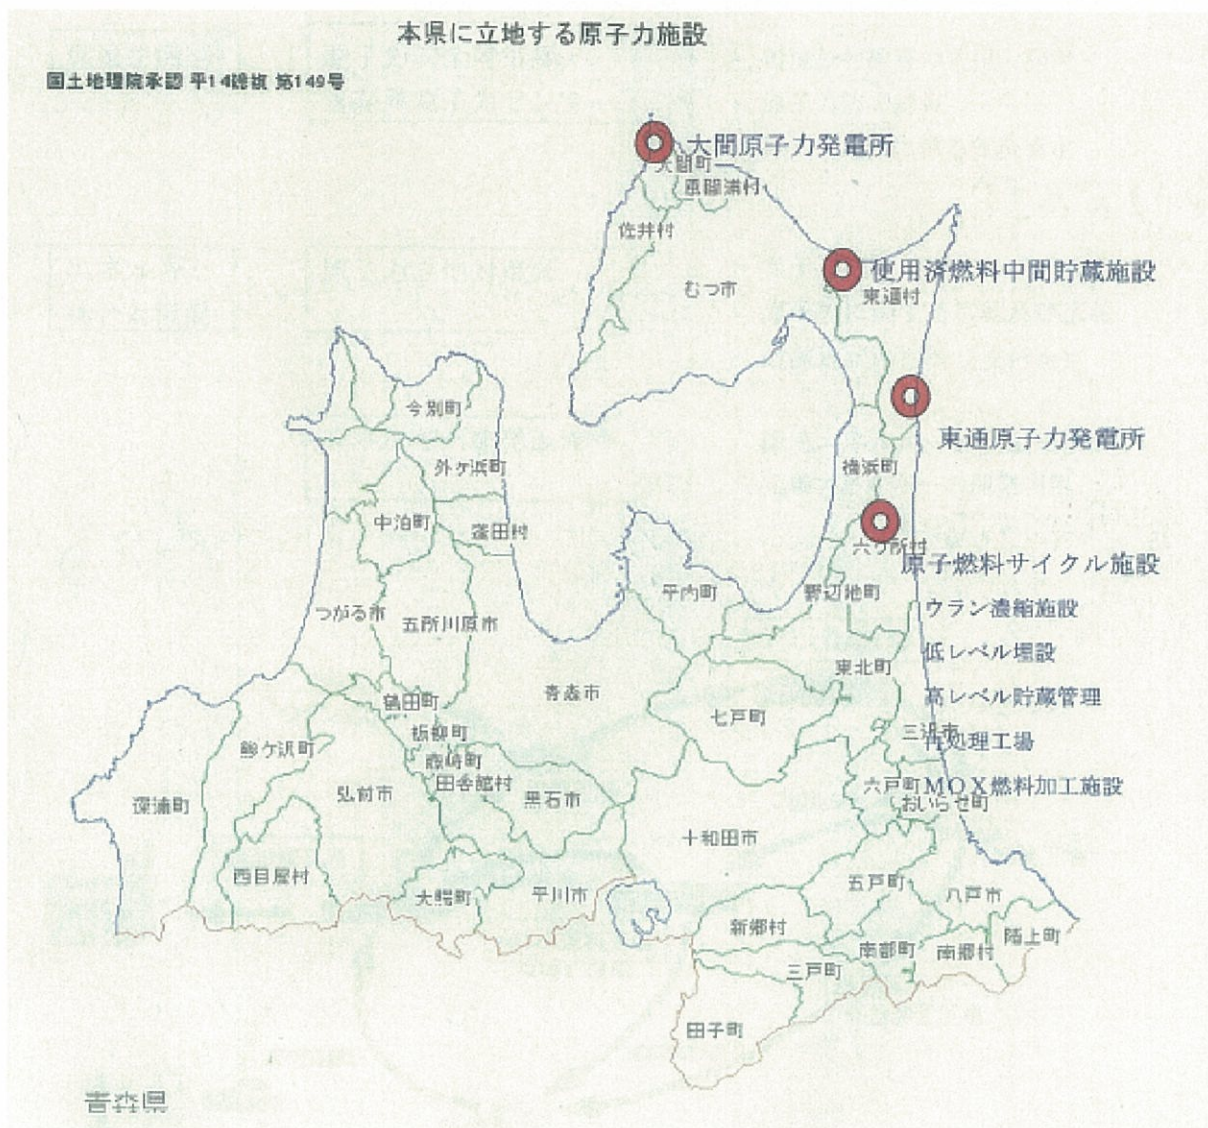 本県に立地する原子力施設
国土地理院承認 平14総複 第149号
大間原子力発電所
大間町
風間浦村
佐井村
使用済燃料中間貯蔵施設
むつ市
東通村
今別町
東通原子力発電所
外ヶ浜町
横浜町
中泊町
蓬田村
六ヶ所村
原子燃料サイクル施設
平内町
野辺地町
つがる市
五所川原市
ウラン濃縮施設
低レベル埋設
東北町
青森市
鶴田町
高レベル貯蔵管理
七戸町
板柳町
三沢市
再処理工場
鰺ヶ沢町
藤崎町
田舎館村
六戸町
MOX燃料加工施設
弘前市
黒石市
おいらせ町
深浦町
十和田市
西目屋村
五戸町
大鰐町
平川市
八戸市
新郷村
階上町
南部町
南郷村
三戸町
田子町
青森県